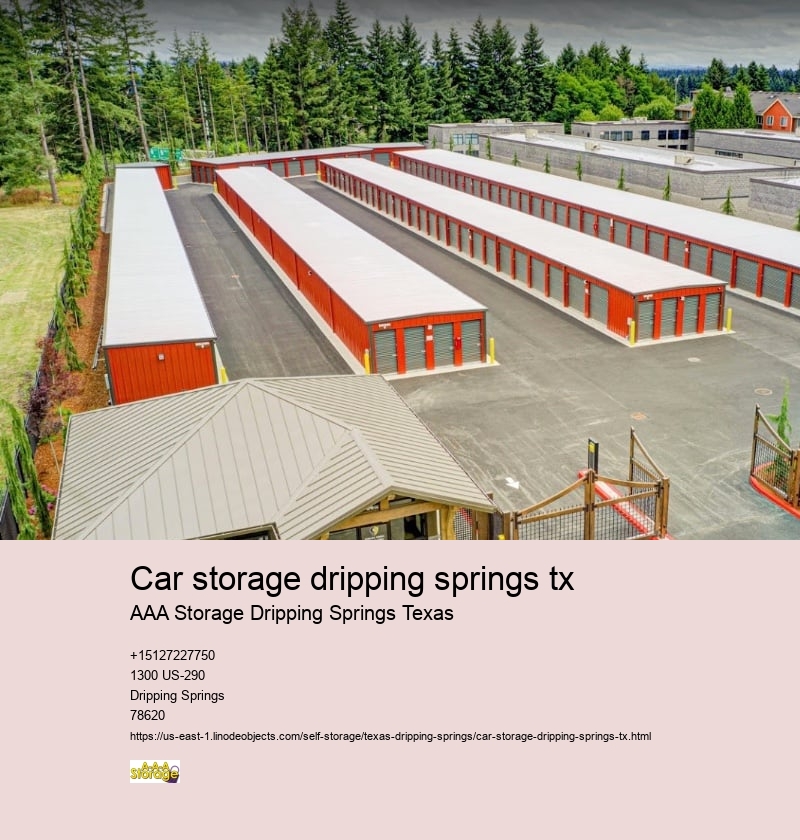 Car storage dripping springs tx
AAA Storage Dripping Springs Texas
+15127227750
1300 US-290
Dripping Springs
78620
https://us-east-1.linodeobjects.com/self-storage/texas-dripping-springs/car-storage-dripping-springs-tx.html
AAA
Storage